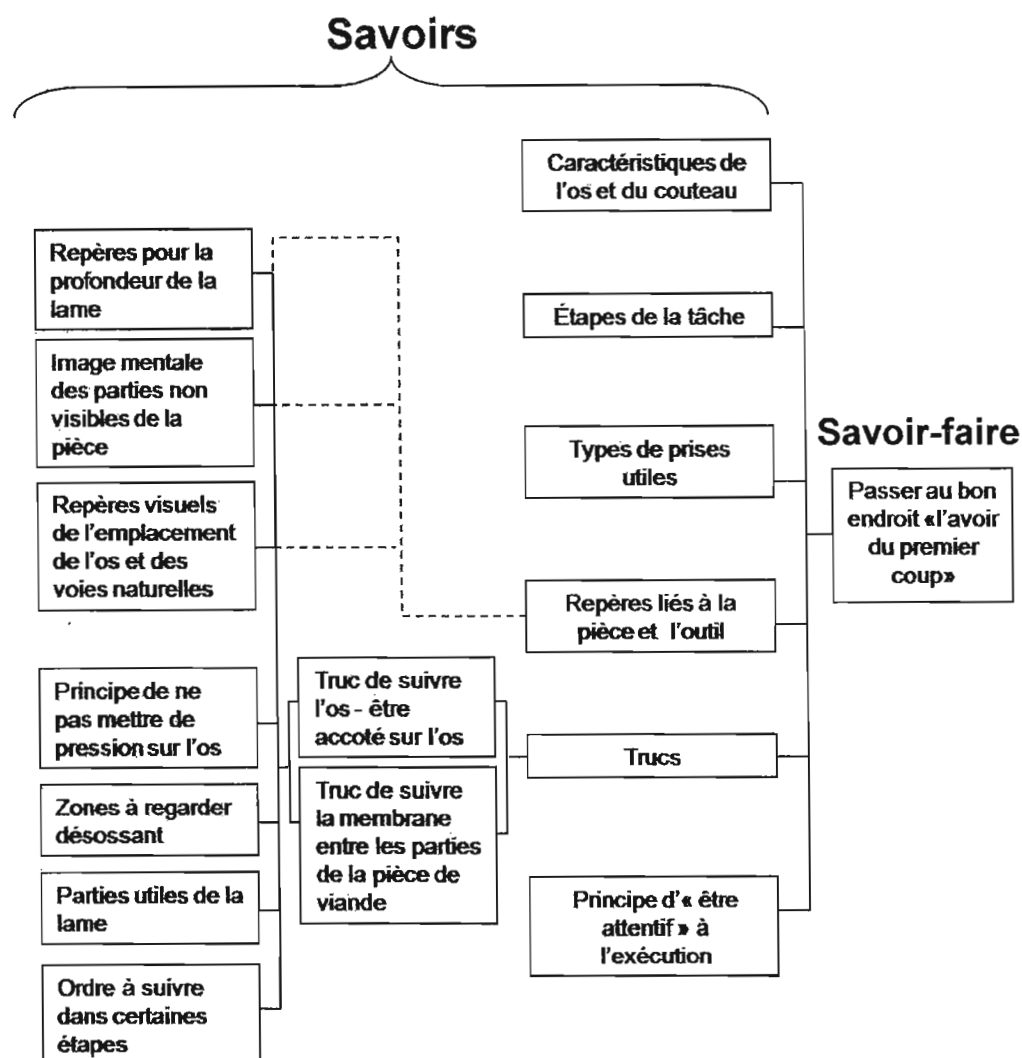 Savoirs
Caractéristiques de
l'os et du couteau
Repères pour la
profondeur de la
lame
Étapes de la tâche
Image mentale
des parties non
visibles de la
pièce
Savoir-faire
Types de prises
utiles
Passer au bon
endroit «l'avoir
du premier
coup»
Repères visuels
de l'emplacement
de l'os et des
voies naturelles
Repères liés à la
pièce et l'outil
Principe de ne
pas mettre de
pression sur l'os
Truc de suivre
l'os - être
accoté sur l'os
Trucs
Truc de suivre
la membrane
entre les parties
de la pièce de
viande
Zones à regarder
désossant
Parties utiles de la
lame
Principe d'« être
attentif » à
l'exécution
Ordre à suivre
dans certaines
étapes